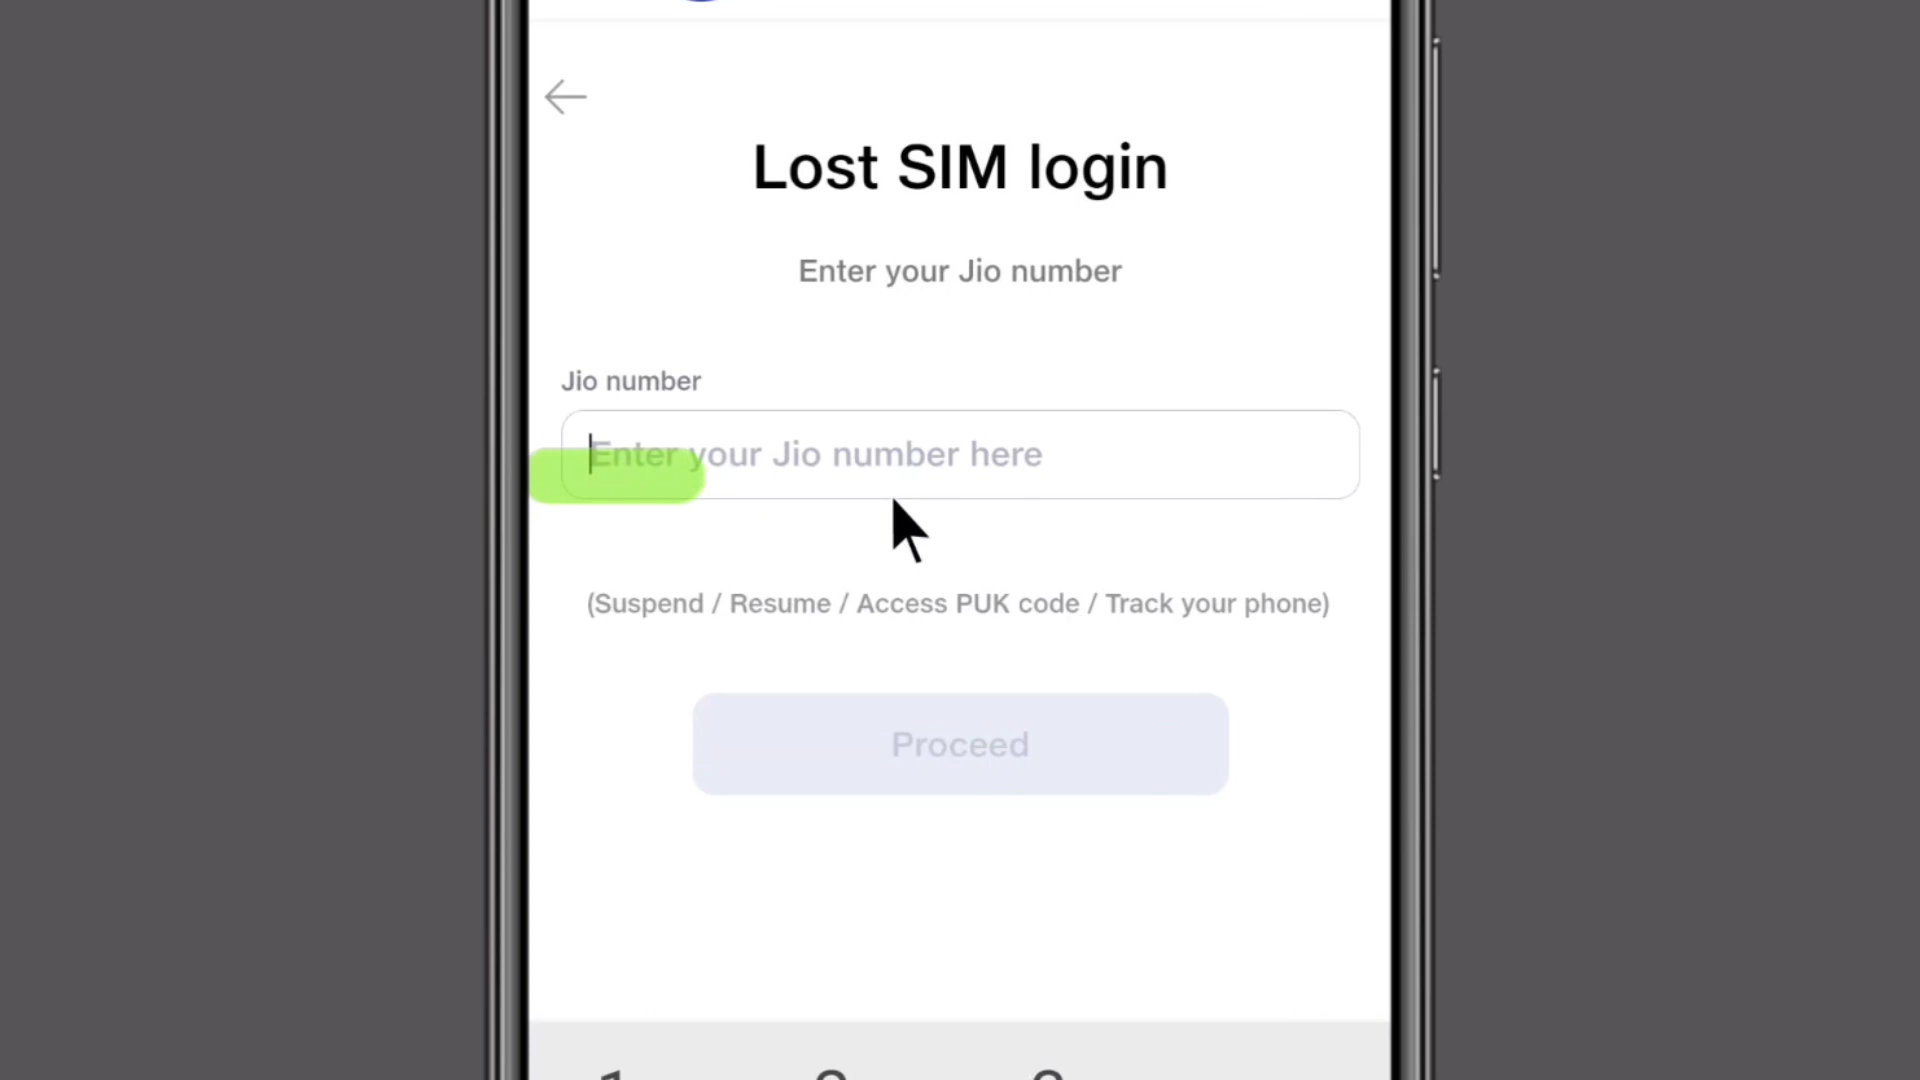 Lost SIM login
Enter your Jio number
Jio number
Enter your Jio number here
(Suspend / Resume / Access PUK code / Track your phone)
Proceed